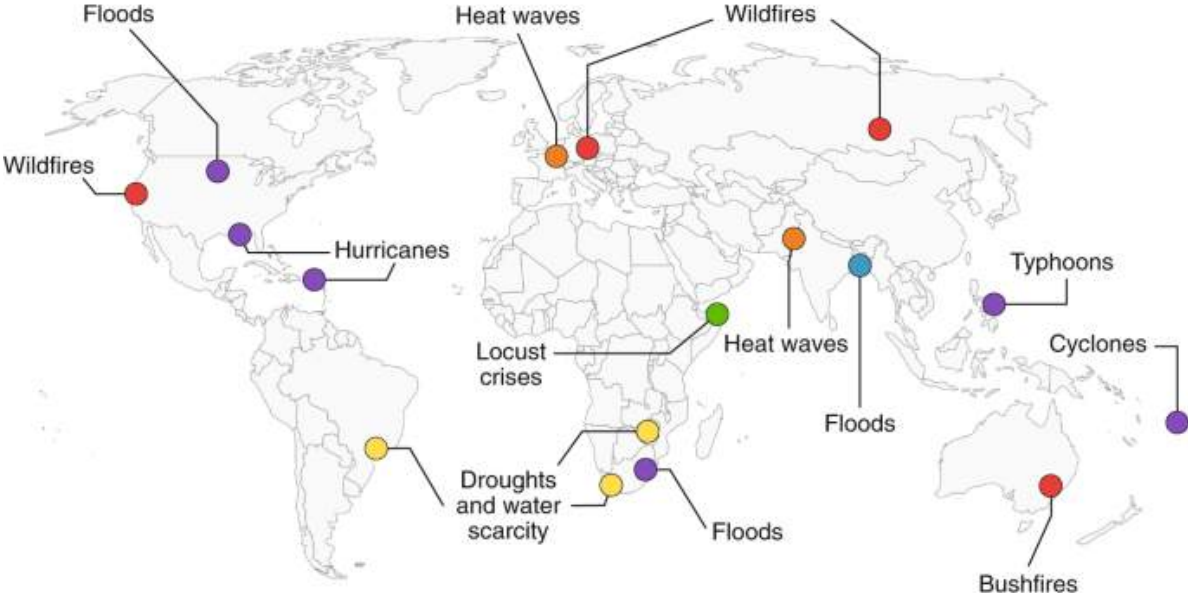 Floods
Heat waves
Wildfires
Wildfires
Hurricanes
Typhoons
Locust
crises
Heat waves
Cyclones
Floods
Droughts
and water
scarcity
Floods
Bushfires